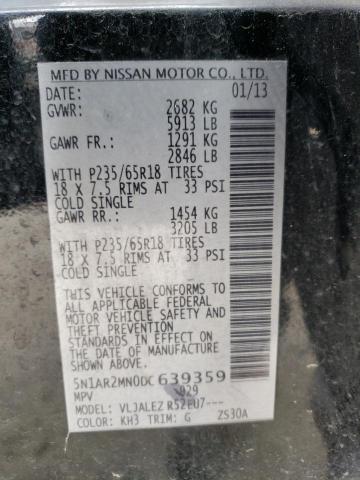 MFD BY NISSAN MOTOR CO., LTD.
DATE: 01/13
GVWR: 2682 KG
5913 LB
GAWR FR: 1291 KG
2846 LB
WITH P235/65R18 TIRES
18 X 7.5 RIMS AT 33 PSI
COLD SINGLE
GAWR RR: 1454 KG
3205 LB
WITH P235/65R18 TIRES
18 X 7.5 RIMS AT 33 PSI
COLD SINGLE
THIS VEHICLE CONFORMS TO
ALL APPLICABLE FEDERAL
MOTOR VEHICLE SAFETY AND
THEFT PREVENTION
STANDARDS IN EFFECT ON
THE DATE OF MANUFACTURE
SHOWN ABOVE.
5N1AR2MN0DC 639359
MPV 929
MODEL: VLJALEZ R52EU7---
COLOR: KH3 TRIM: G ZS30A